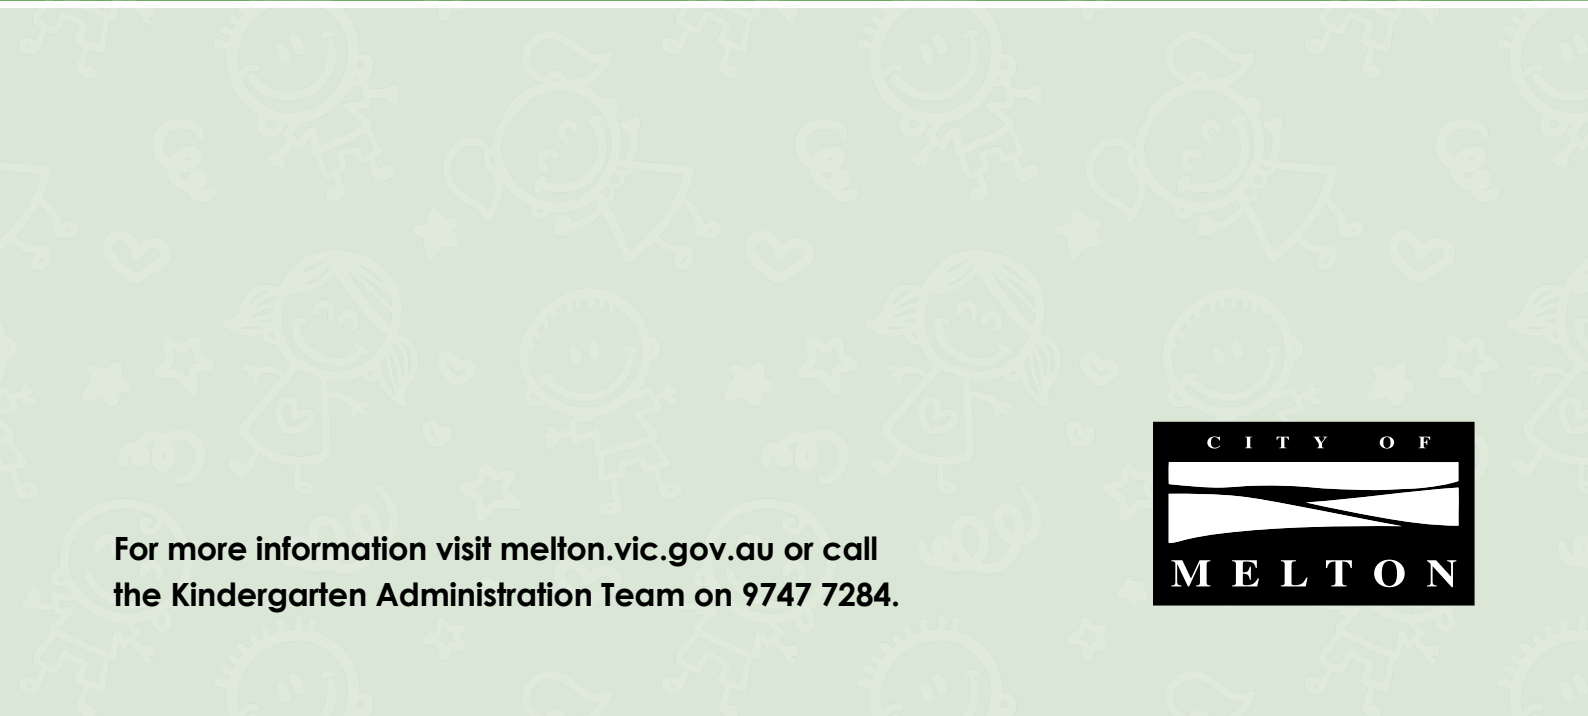 For more information visit melton.vic.gov.au or call
the Kindergarten Administration Team on 9747 7284.
CITY OF
MELTON